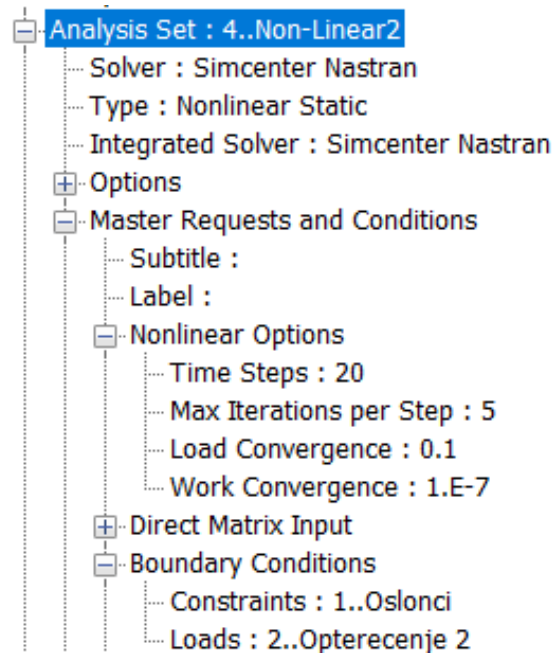 Analysis Set : 4..Non-Linear2
Solver : Simcenter Nastran
Type : Nonlinear Static
Integrated Solver : Simcenter Nastran
Options
Master Requests and Conditions
Subtitle :
Label :
Nonlinear Options
Time Steps : 20
Max Iterations per Step : 5
Load Convergence : 0.1
Work Convergence : 1.E-7
Direct Matrix Input
Boundary Conditions
Constraints : 1..Oslonci
Loads : 2..Opterecenje 2